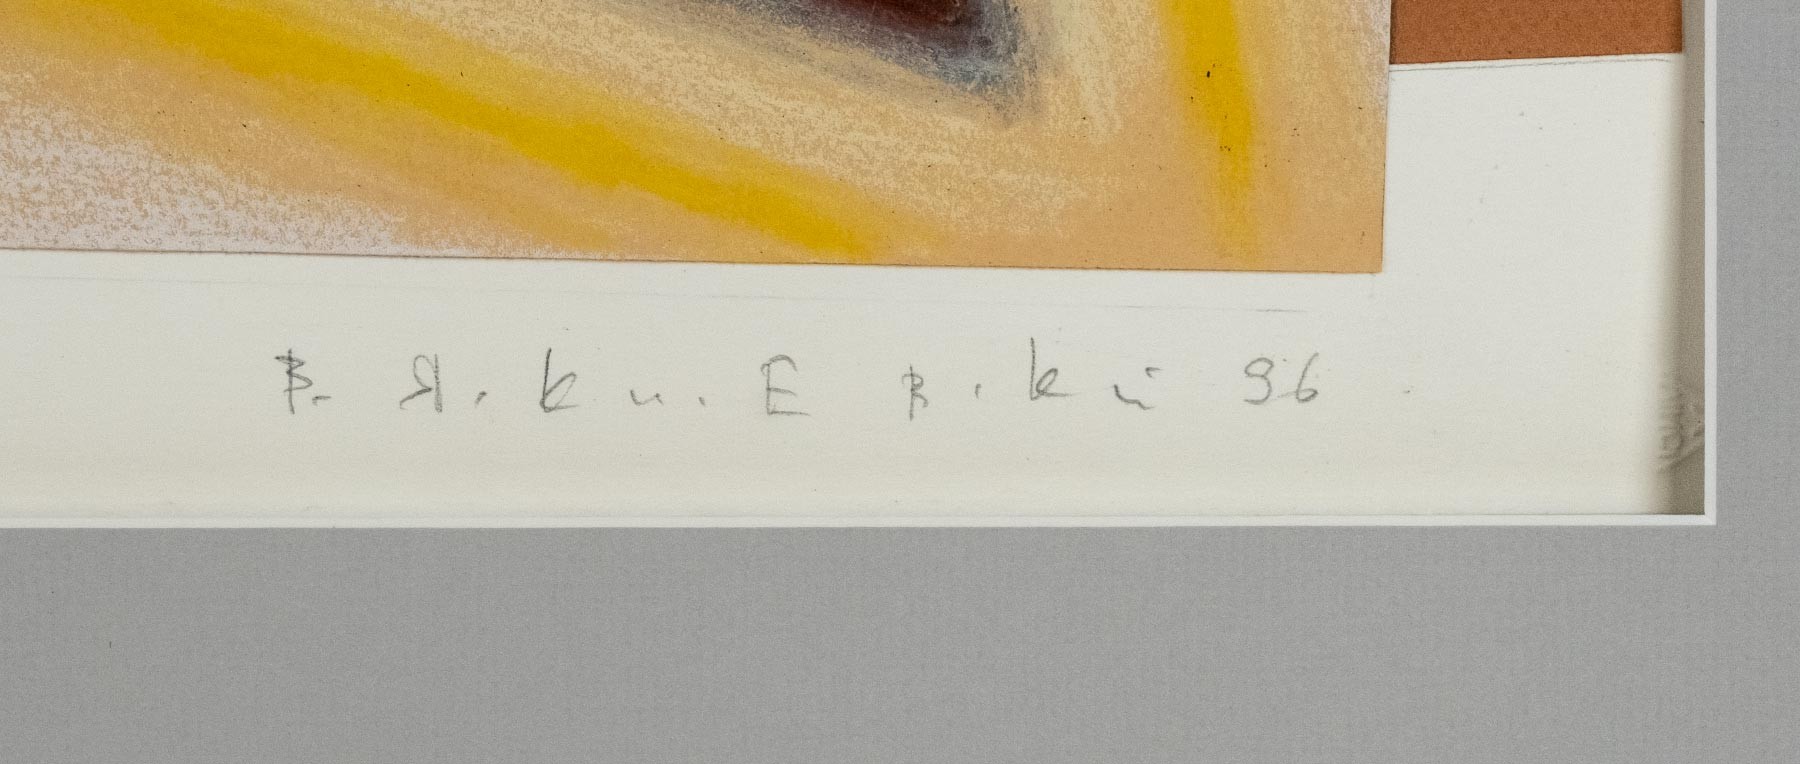 В. Я. к и. Е в. к й 96